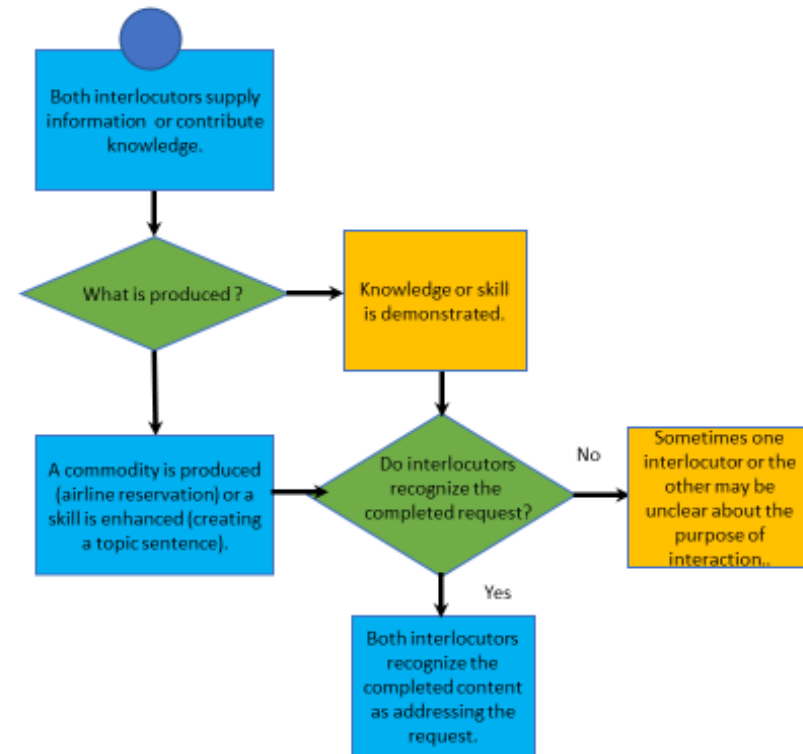 Both interlocutors supply
information or contribute
knowledge.
What is produced ?
Knowledge or skill
is demonstrated.
A commodity is produced
(airline reservation) or a
skill is enhanced (creating
a topic sentence).
Do interlocutors
recognize the
completed request?
No
Sometimes one
interlocutor or the
other may be
unclear about the
purpose of
interaction..
Yes
Both interlocutors
recognize the
completed content
as addressing the
request.